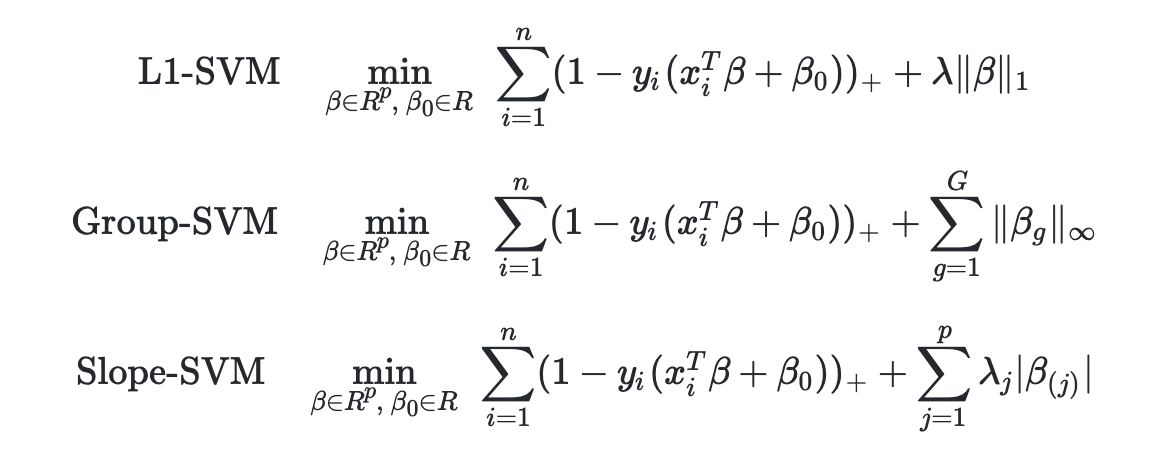 L1-SVM min_{β∈R^p, β_0∈R} ∑_{i=1}^{n} (1 − y_i(x_i^T β + β_0))_+ + λ‖β‖_1
Group-SVM min_{β∈R^p, β_0∈R} ∑_{i=1}^{n} (1 − y_i(x_i^T β + β_0))_+ + ∑_{g=1}^{G} ‖β_g‖_∞
Slope-SVM min_{β∈R^p, β_0∈R} ∑_{i=1}^{n} (1 − y_i(x_i^T β + β_0))_+ + ∑_{j=1}^{p} λ_j|β_{(j)}|